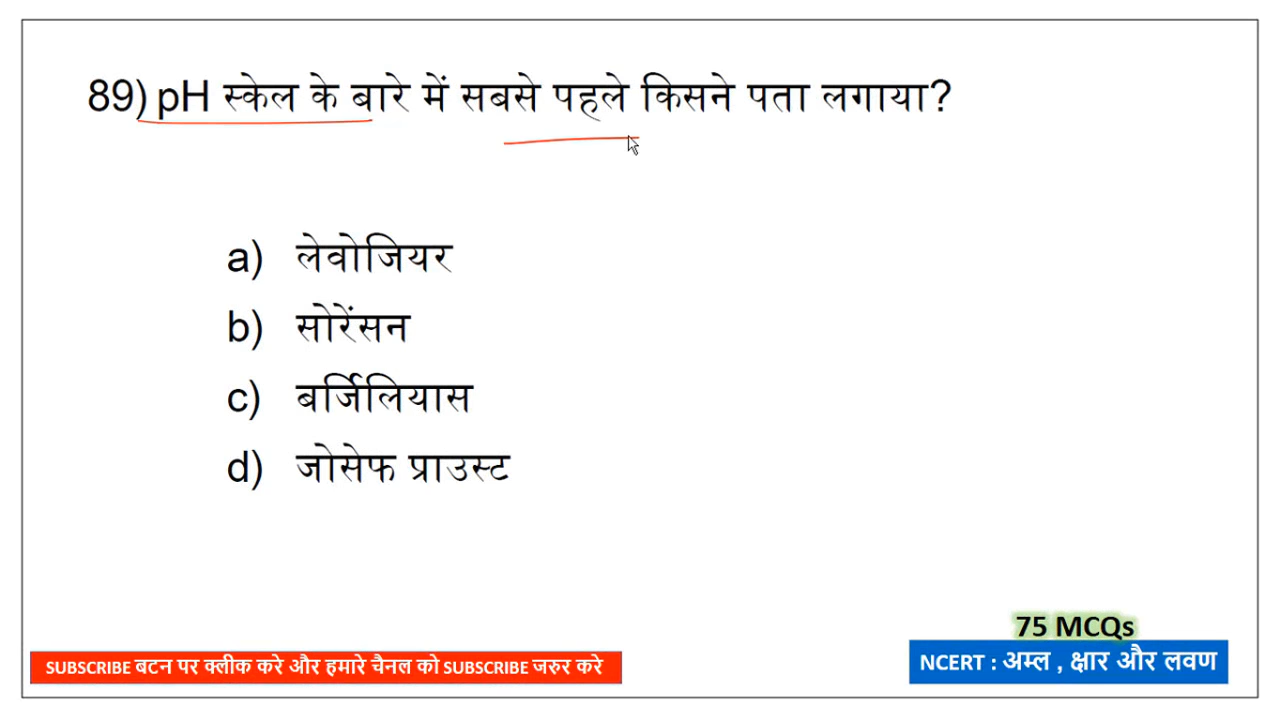 89) pH स्केल के बारे में सबसे पहले किसने पता लगाया?
a) लेवोजियर
b) सोरेंसन
c) बर्जिलियास
d) जोसेफ प्राउस्ट
75 MCQs
SUBSCRIBE बटन पर क्लीक करे और हमारे चैनल को SUBSCRIBE जरुर करे
NCERT : अम्ल , क्षार और लवण